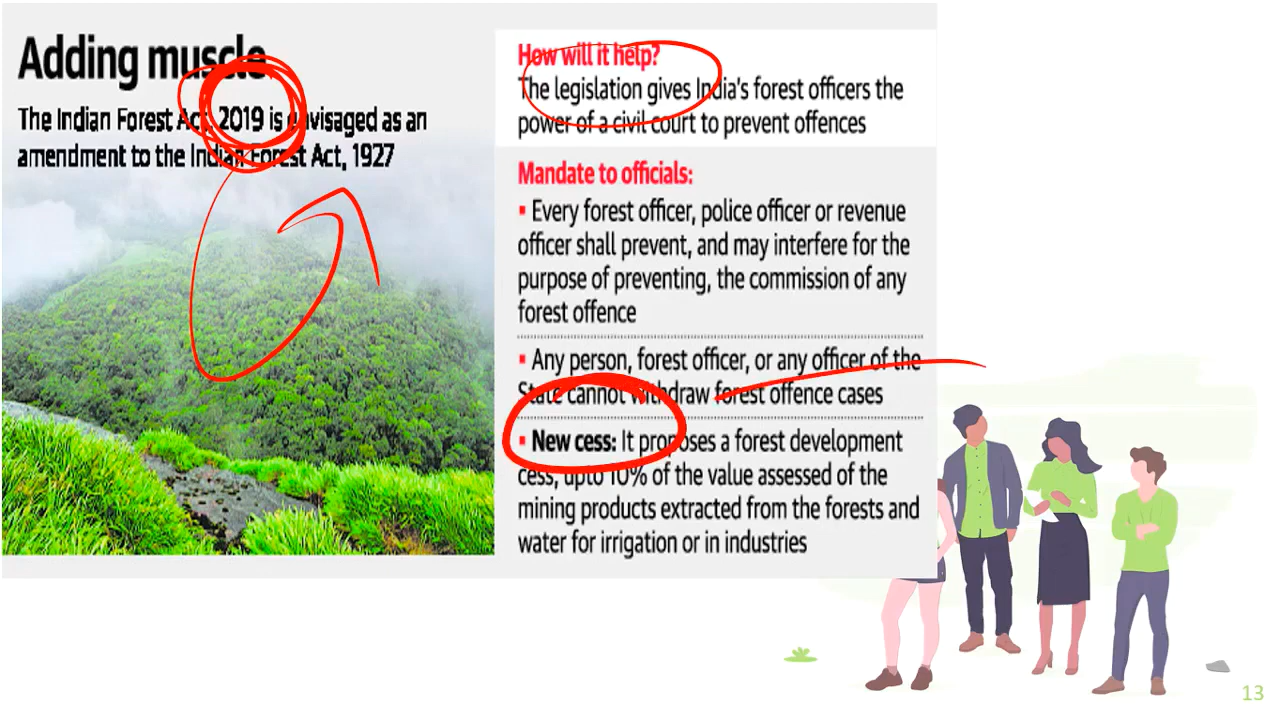 Adding muscle
The Indian Forest Act, 2019 is envisaged as an
amendment to the Indian Forest Act, 1927
How will it help?
The legislation gives India's forest officers the
power of a civil court to prevent offences
Mandate to officials:
▪ Every forest officer, police officer or revenue
officer shall prevent, and may interfere for the
purpose of preventing, the commission of any
forest offence
▪ Any person, forest officer, or any officer of the
State cannot withdraw forest offence cases
▪ New cess: It proposes a forest development
cess, upto 10% of the value assessed of the
mining products extracted from the forests and
water for irrigation or in industries
13